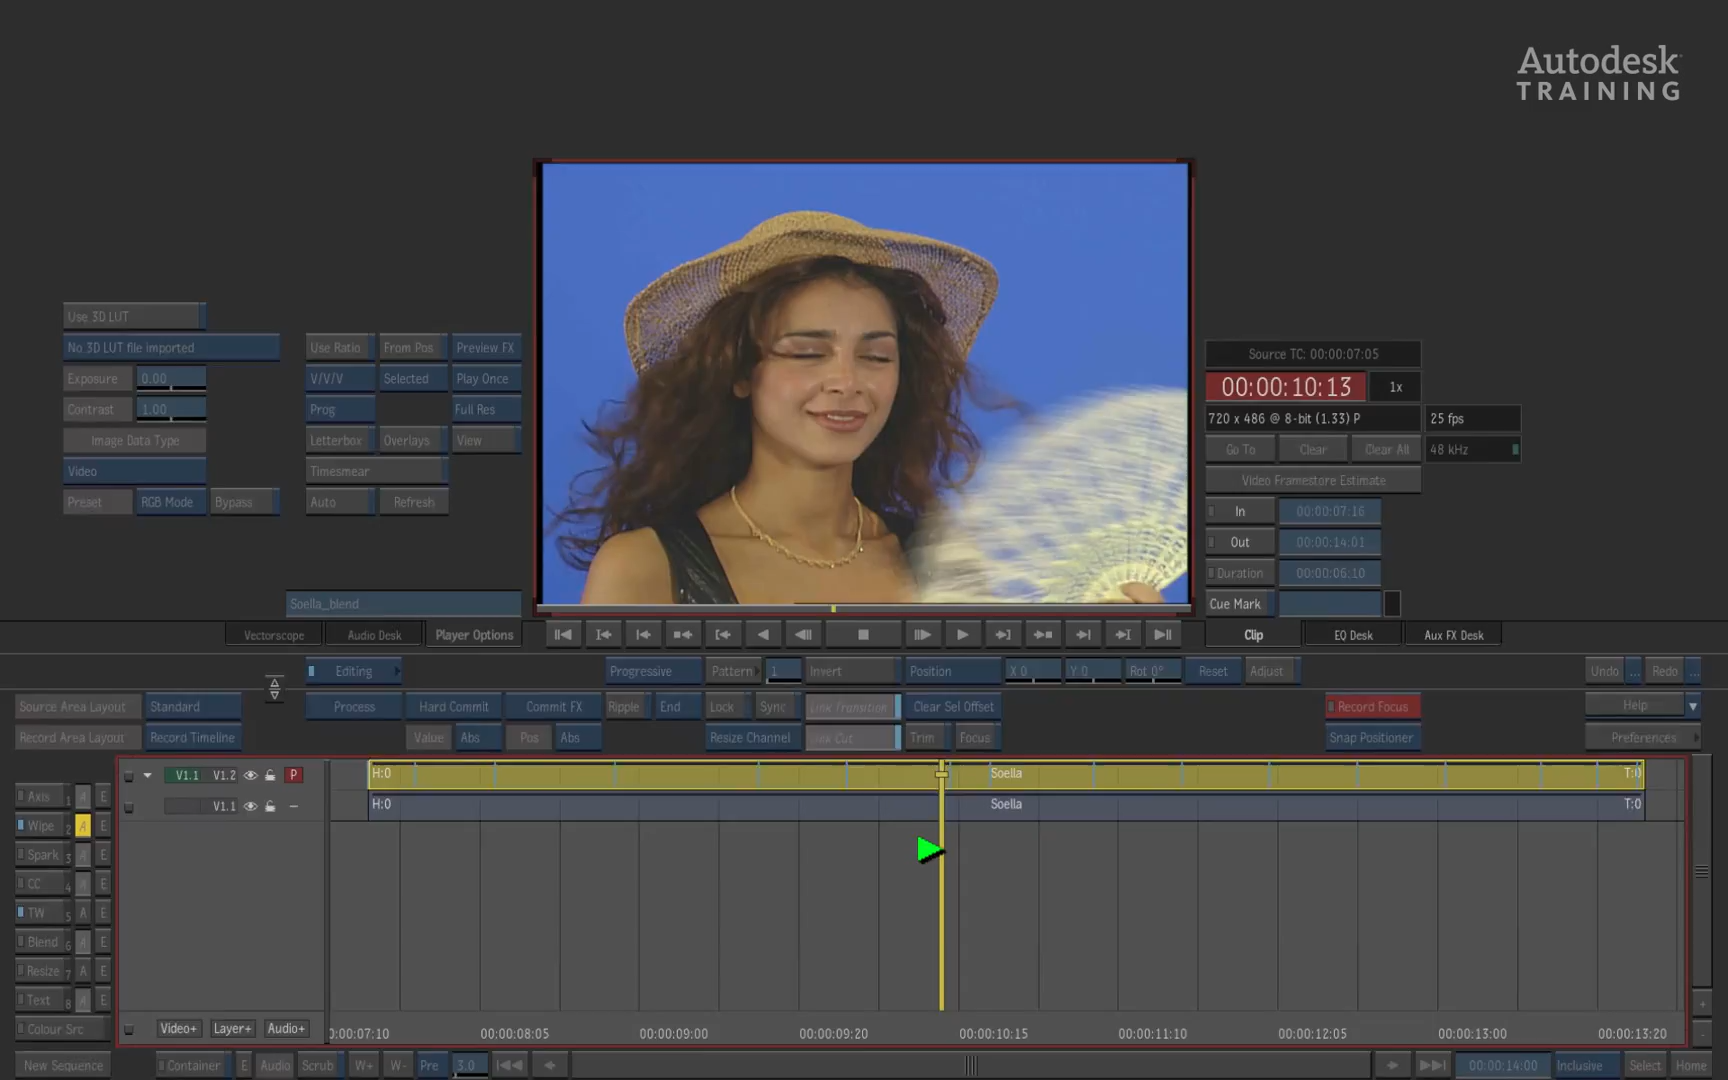 Autodesk
TRAINING
Use 3D LUT
No 3D LUT file imported
Exposure 0.00
Contrast 1.00
Image Data Type
Video
Preset RGB Mode Bypass
Use Ratio From Pos Preview FX
V/V/V Selected Play Once
Prog Full Res
Letterbox Overlays View
Timesmear
Auto Refresh
Soella_blend
Source TC: 00:00:07:05
00:00:10:13 1x
720 x 486 @ 8-bit (1.33) P 25 fps
Go To Clear Clear All 48 kHz
Video Framestore Estimate
In 00:00:07:16
Out 00:00:14:01
Duration 00:00:06:10
Cue Mark
Vectorscope Audio Desk Player Options Clip EQ Desk Aux FX Desk
Editing Progressive Pattern 1 Invert Position X 0 Y 0 Rot 0° Reset Adjust Undo ... Redo ...
Source Area Layout Standard Process Hard Commit Commit FX Ripple End Lock Sync Link Transition Clear Sel Offset Record Focus Help
Record Area Layout Record Timeline Value Abs Pos Abs Resize Channel Link Cut Trim Focus Snap Positioner Preferences
V1.1 V1.2 P H:0 Soella T:0
V1.1 H:0 Soella T:0
Axis 1 A E
Wipe 2 A E
Spark 3 A E
CC 4 A E
TW 5 A E
Blend 6 A E
Resize 7 A E
Text 8 A E
Colour Src
Video+ Layer+ Audio+
00:00:07:10 00:00:08:05 00:00:09:00 00:00:09:20 00:00:10:15 00:00:11:10 00:00:12:05 00:00:13:00 00:00:13:20
New Sequence Container E Audio Scrub W+ W- Pre 3.0 00:00:14:00 Inclusive Select Home